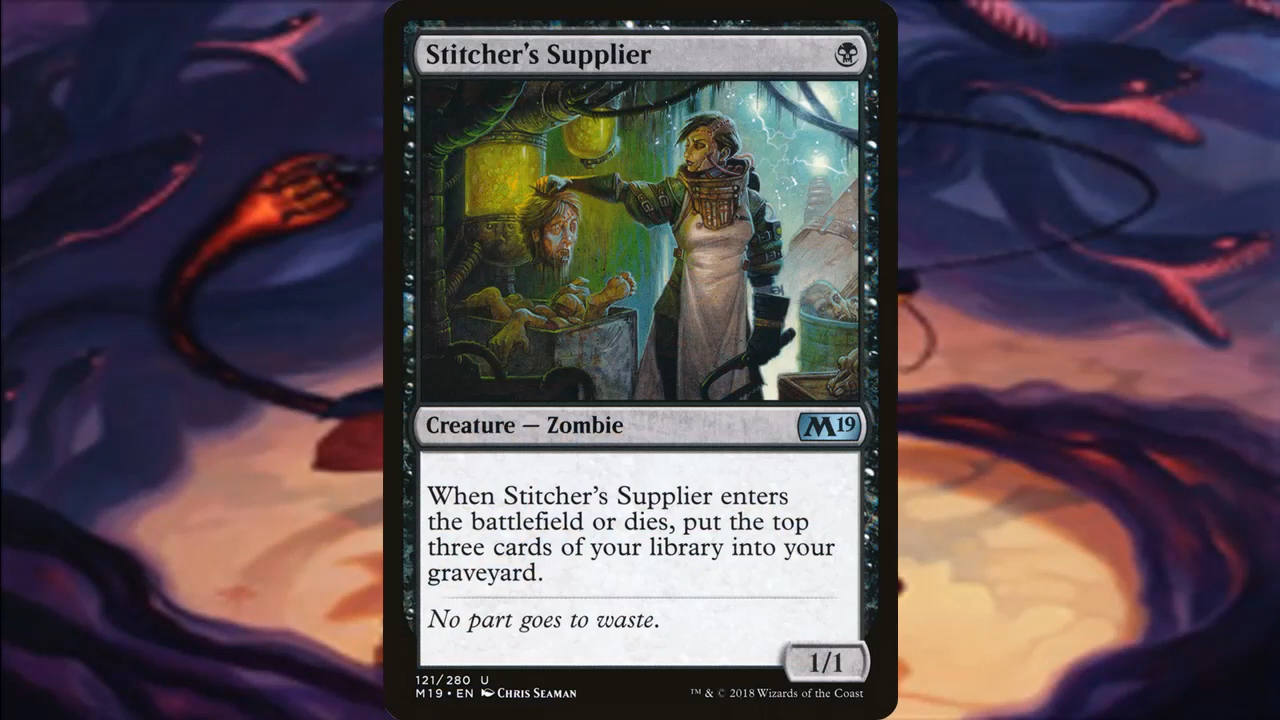 Stitcher's Supplier
Creature — Zombie
M19
When Stitcher's Supplier enters
the battlefield or dies, put the top
three cards of your library into your
graveyard.
No part goes to waste.
1/1
121/280 U
M19 • EN Chris Seaman
™ & © 2018 Wizards of the Coast